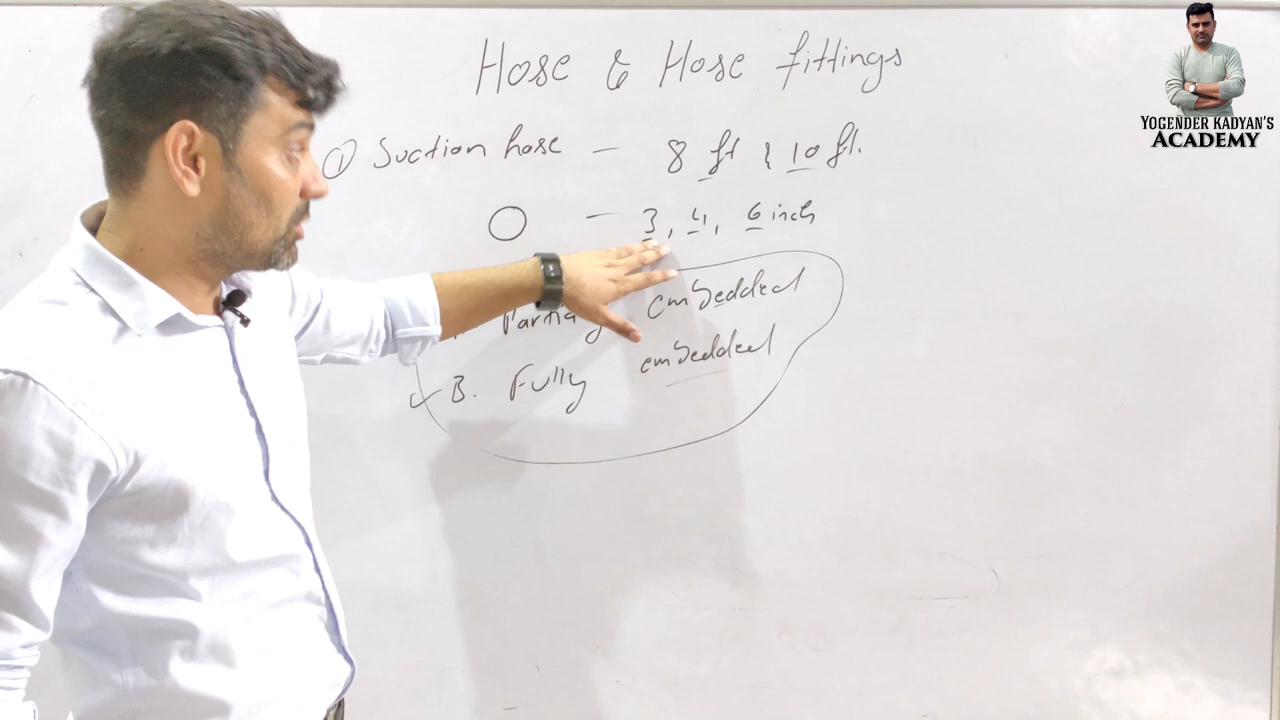 Hose & Hose fittings
① Suction hose - 8 ft & 10 ft.
- 3, 4, 6 inch
Partially embedded
B. Fully embedded
YOGENDER KADYAN'S
ACADEMY